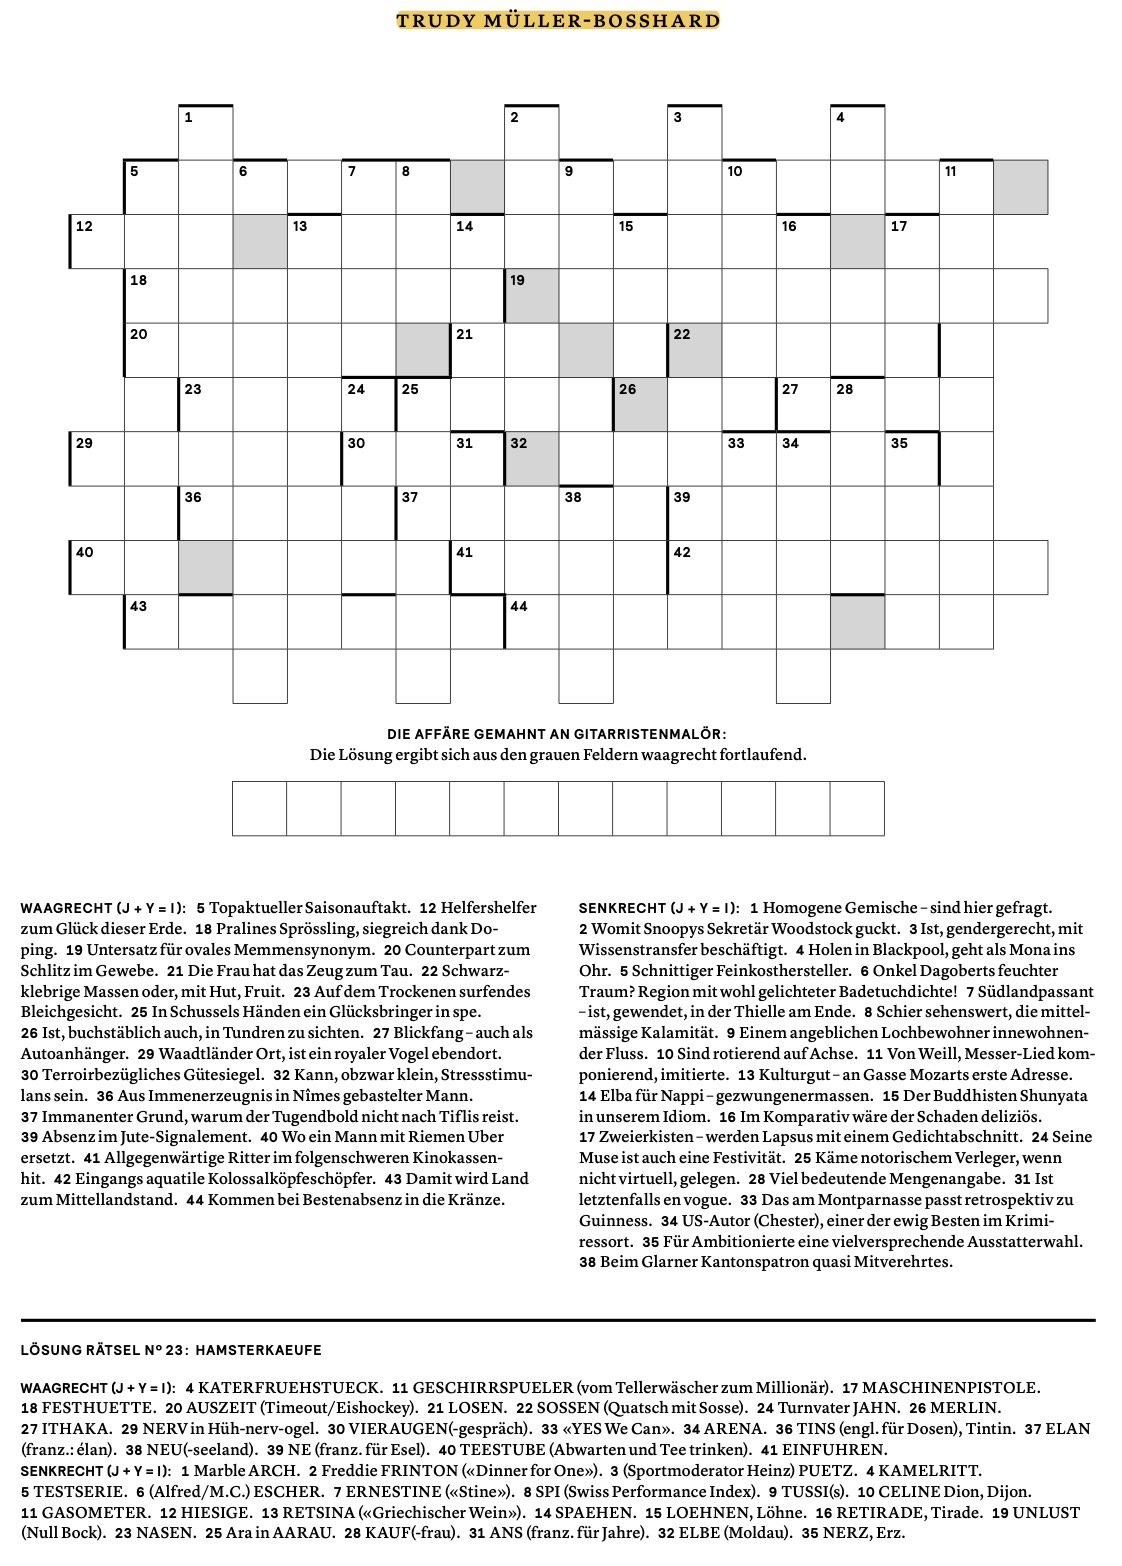 TRUDY MÜLLER-BOSSHARD
1 2 3 4
5 6 7 8 9 10 11
12 13 14 15 16 17
18 19
20 21 22
23 24 25 26 27 28
29 30 31 32 33 34 35
36 37 38 39
40 41 42
43 44
DIE AFFÄRE GEMAHNT AN GITARRISTENMALÖR:
Die Lösung ergibt sich aus den grauen Feldern waagrecht fortlaufend.
WAAGRECHT (J + Y = I): 5 Topaktueller Saisonauftakt. 12 Helfershelfer
zum Glück dieser Erde. 18 Pralines Sprössling, siegreich dank Do-
ping. 19 Untersatz für ovales Memmensynonym. 20 Counterpart zum
Schlitz im Gewebe. 21 Die Frau hat das Zeug zum Tau. 22 Schwarz-
klebrige Massen oder, mit Hut, Fruit. 23 Auf dem Trockenen surfendes
Bleichgesicht. 25 In Schussels Händen ein Glücksbringer in spe.
26 Ist, buchstäblich auch, in Tundren zu sichten. 27 Blickfang – auch als
Autoanhänger. 29 Waadtländer Ort, ist ein royaler Vogel ebendort.
30 Terroirbezügliches Gütesiegel. 32 Kann, obzwar klein, Stressstimu-
lans sein. 36 Aus Immenerzeugnis in Nîmes gebastelter Mann.
37 Immanenter Grund, warum der Tugendbold nicht nach Tiflis reist.
39 Absenz im Jute-Signalement. 40 Wo ein Mann mit Riemen Uber
ersetzt. 41 Allgegenwärtige Ritter im folgenschweren Kinokassen-
hit. 42 Eingangs aquatile Kolossalköpfeschöpfer. 43 Damit wird Land
zum Mittellandstand. 44 Kommen bei Bestenabsenz in die Kränze.
SENKRECHT (J + Y = I): 1 Homogene Gemische – sind hier gefragt.
2 Womit Snoopys Sekretär Woodstock guckt. 3 Ist, gendergerecht, mit
Wissenstransfer beschäftigt. 4 Holen in Blackpool, geht als Mona ins
Ohr. 5 Schnittiger Feinkosthersteller. 6 Onkel Dagoberts feuchter
Traum? Region mit wohl gelichteter Badetuchdichte! 7 Südlandpassant
– ist, gewendet, in der Thielle am Ende. 8 Schier sehenswert, die mittel-
mässige Kalamität. 9 Einem angeblichen Lochbewohner innewohnen-
der Fluss. 10 Sind rotierend auf Achse. 11 Von Weill, Messer-Lied kom-
ponierend, imitierte. 13 Kulturgut – an Gasse Mozarts erste Adresse.
14 Elba für Nappi – gezwungenermassen. 15 Der Buddhisten Shunyata
in unserem Idiom. 16 Im Komparativ wäre der Schaden deliziös.
17 Zweierkisten – werden Lapsus mit einem Gedichtabschnitt. 24 Seine
Muse ist auch eine Festivität. 25 Käme notorischem Verleger, wenn
nicht virtuell, gelegen. 28 Viel bedeutende Mengenangabe. 31 Ist
letztenfalls en vogue. 33 Das am Montparnasse passt retrospektiv zu
Guinness. 34 US-Autor (Chester), einer der ewig Besten im Krimi-
ressort. 35 Für Ambitionierte eine vielversprechende Ausstatterwahl.
38 Beim Glarner Kantonspatron quasi Mitverehrtes.
LÖSUNG RÄTSEL Nº 23: HAMSTERKAEUFE
WAAGRECHT (J + Y = I): 4 KATERFRUEHSTUECK. 11 GESCHIRRSPUELER (vom Tellerwäscher zum Millionär). 17 MASCHINENPISTOLE.
18 FESTHUETTE. 20 AUSZEIT (Timeout/Eishockey). 21 LOSEN. 22 SOSSEN (Quatsch mit Sosse). 24 Turnvater JAHN. 26 MERLIN.
27 ITHAKA. 29 NERV in Hüh-nerv-ogel. 30 VIERAUGEN(-gespräch). 33 «YES We Can». 34 ARENA. 36 TINS (engl. für Dosen), Tintin. 37 ELAN
(franz.: élan). 38 NEU(-seeland). 39 NE (franz. für Esel). 40 TEESTUBE (Abwarten und Tee trinken). 41 EINFUHREN.
SENKRECHT (J + Y = I): 1 Marble ARCH. 2 Freddie FRINTON («Dinner for One»). 3 (Sportmoderator Heinz) PUETZ. 4 KAMELRITT.
5 TESTSERIE. 6 (Alfred/M.C.) ESCHER. 7 ERNESTINE («Stine»). 8 SPI (Swiss Performance Index). 9 TUSSI(s). 10 CELINE Dion, Dijon.
11 GASOMETER. 12 HIESIGE. 13 RETSINA («Griechischer Wein»). 14 SPAEHEN. 15 LOEHNEN, Löhne. 16 RETIRADE, Tirade. 19 UNLUST
(Null Bock). 23 NASEN. 25 Ara in AARAU. 28 KAUF(-frau). 31 ANS (franz. für Jahre). 32 ELBE (Moldau). 35 NERZ, Erz.